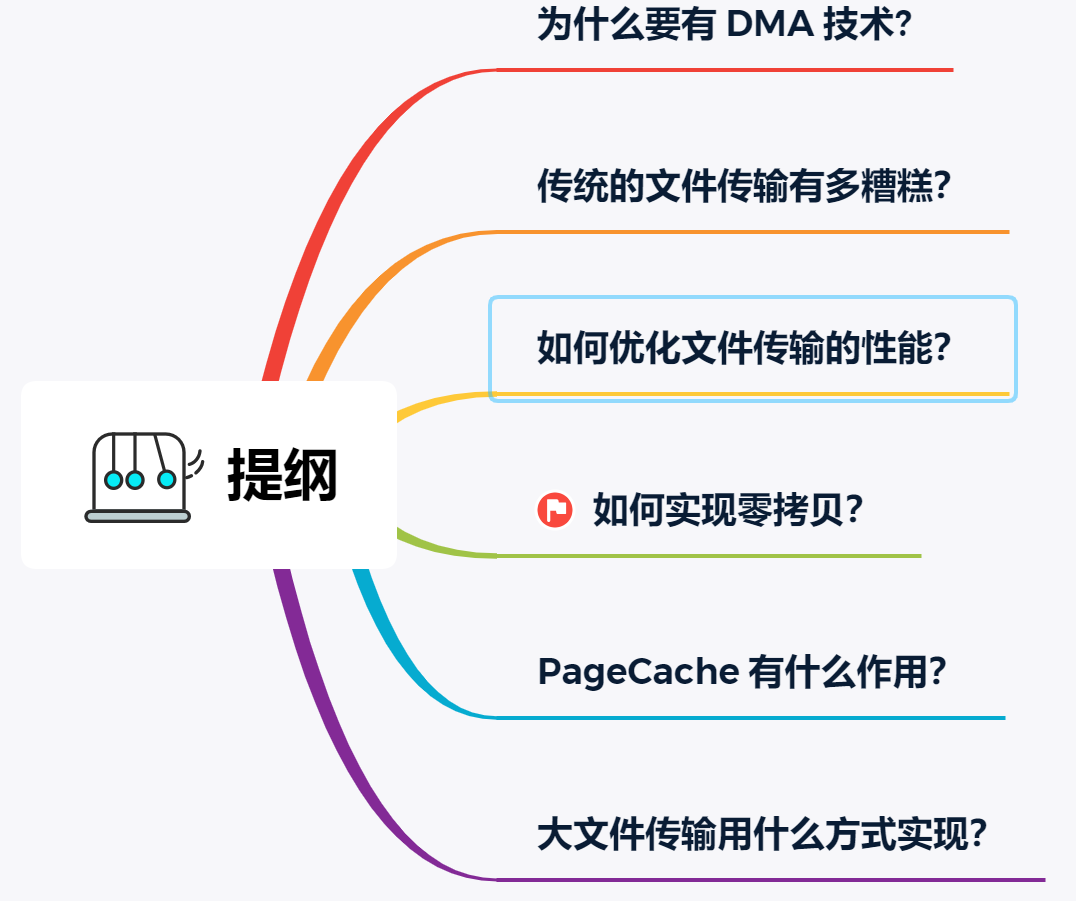 为什么要有 DMA 技术?
传统的文件传输有多糟糕?
如何优化文件传输的性能?
提纲
如何实现零拷贝?
PageCache 有什么作用?
大文件传输用什么方式实现?